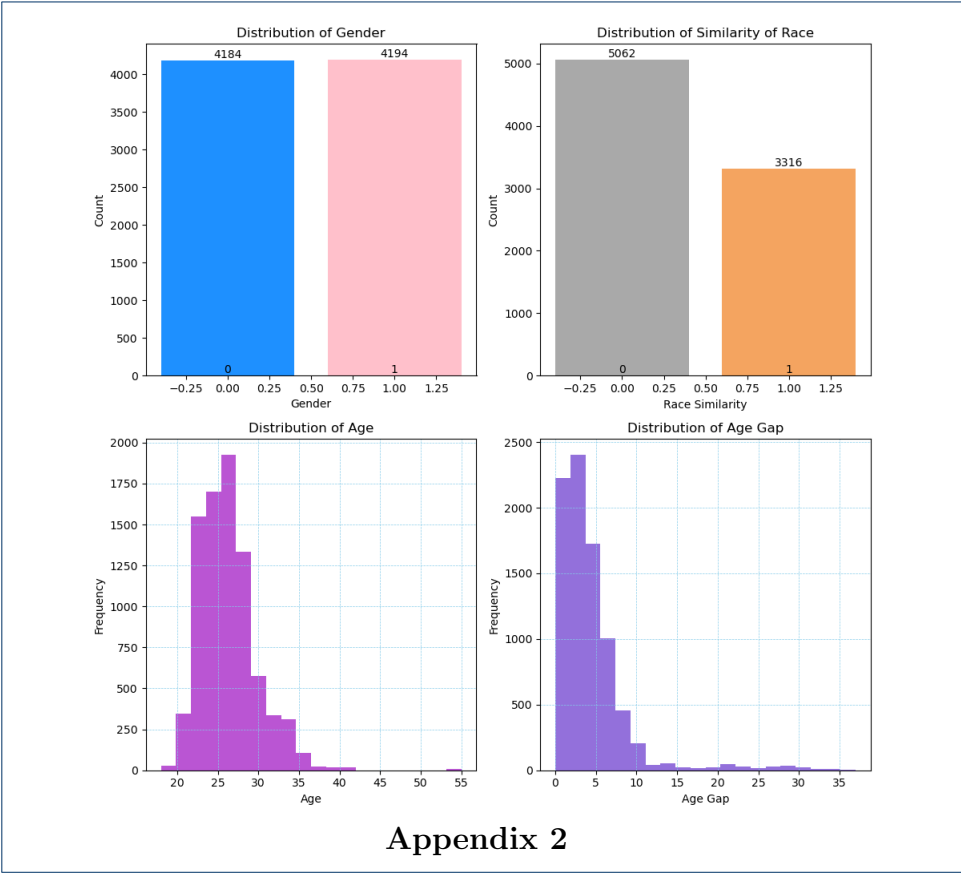 Distribution of Gender
4184
4194
4000
3500
3000
2500
2000
1500
1000
500
0
Count
0
1
−0.25 0.00 0.25 0.50 0.75 1.00 1.25
Gender
Distribution of Similarity of Race
5062
3316
5000
4000
3000
2000
1000
0
Count
0
1
−0.25 0.00 0.25 0.50 0.75 1.00 1.25
Race Similarity
Distribution of Age
2000
1750
1500
1250
1000
750
500
250
0
Frequency
20 25 30 35 40 45 50 55
Age
Distribution of Age Gap
2500
2000
1500
1000
500
0
Frequency
0 5 10 15 20 25 30 35
Age Gap
Appendix 2